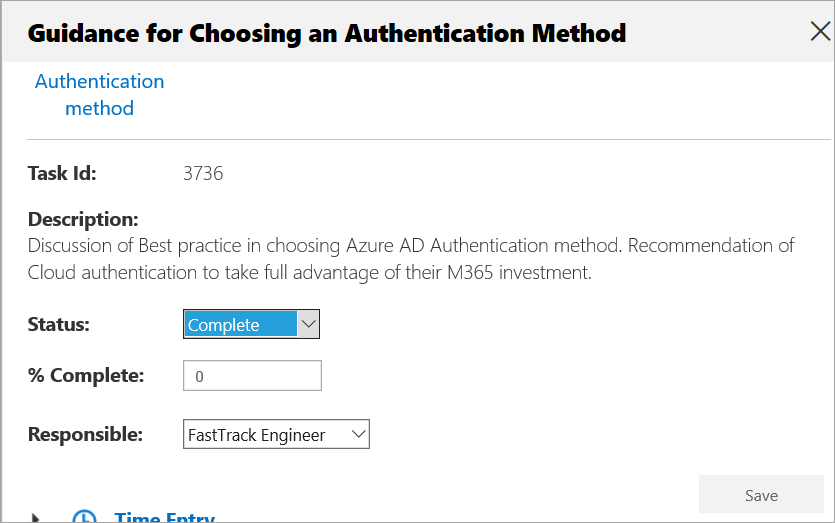 Guidance for Choosing an Authentication Method
Authentication
method
Task Id: 3736
Description:
Discussion of Best practice in choosing Azure AD Authentication method. Recommendation of
Cloud authentication to take full advantage of their M365 investment.
Status: Complete
% Complete: 0
Responsible: FastTrack Engineer
Save
Time Entry